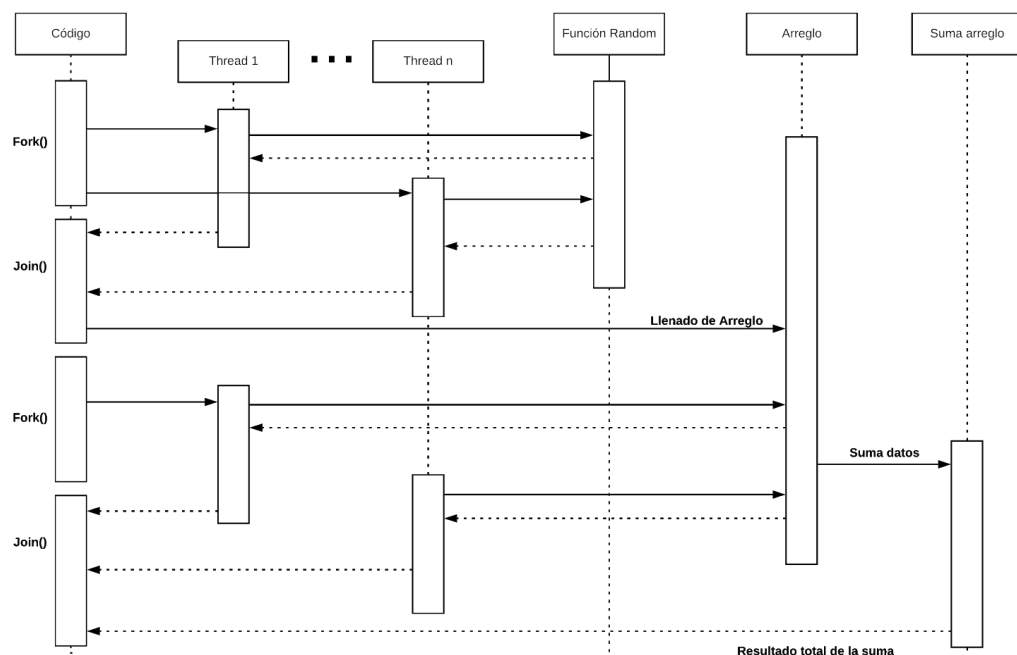 Código
Thread 1
Thread n
Función Random
Arreglo
Suma arreglo
Fork()
Join()
Llenado de Arreglo
Fork()
Suma datos
Join()
Resultado total de la suma